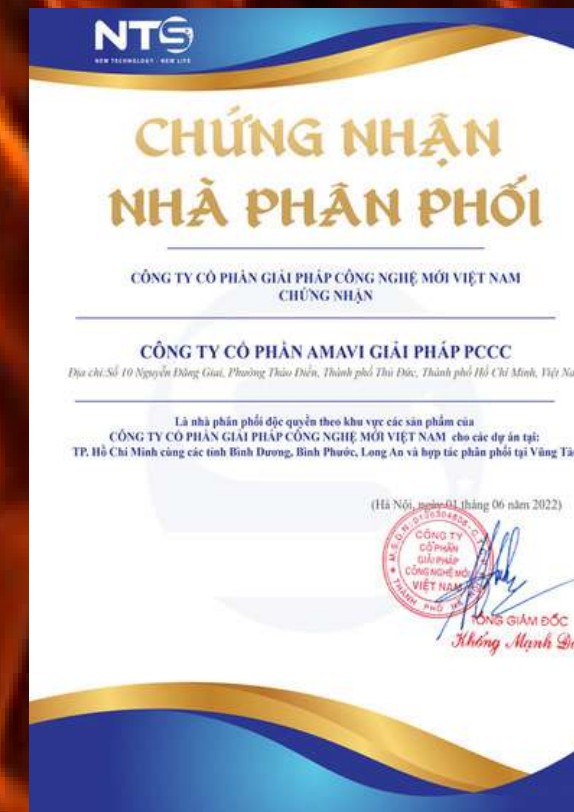 NTS
NEW TECHNOLOGY - NEW LIFE
CHỨNG NHẬN
NHÀ PHÂN PHỐI
CÔNG TY CỔ PHẦN GIẢI PHÁP CÔNG NGHỆ MỚI VIỆT NAM
CHỨNG NHẬN
CÔNG TY CỔ PHẦN AMAVI GIẢI PHÁP PCCC
Địa chỉ:Số 10 Nguyễn Đăng Giai, Phường Thảo Điền, Thành phố Thủ Đức, Thành phố Hồ Chí Minh, Việt Na
Là nhà phân phối độc quyền theo khu vực các sản phẩm của
CÔNG TY CỔ PHẦN GIẢI PHÁP CÔNG NGHỆ MỚI VIỆT NAM cho các dự án tại:
TP. Hồ Chí Minh cùng các tỉnh Bình Dương, Bình Phước, Long An và hợp tác phân phối tại Vũng Tà
(Hà Nội, ngày 01 tháng 06 năm 2022)
CÔNG TY
CỔ PHẦN
GIẢI PHÁP
CÔNG NGHỆ MỚI
VIỆT NAM
TỔNG GIÁM ĐỐC
Khổng Mạnh